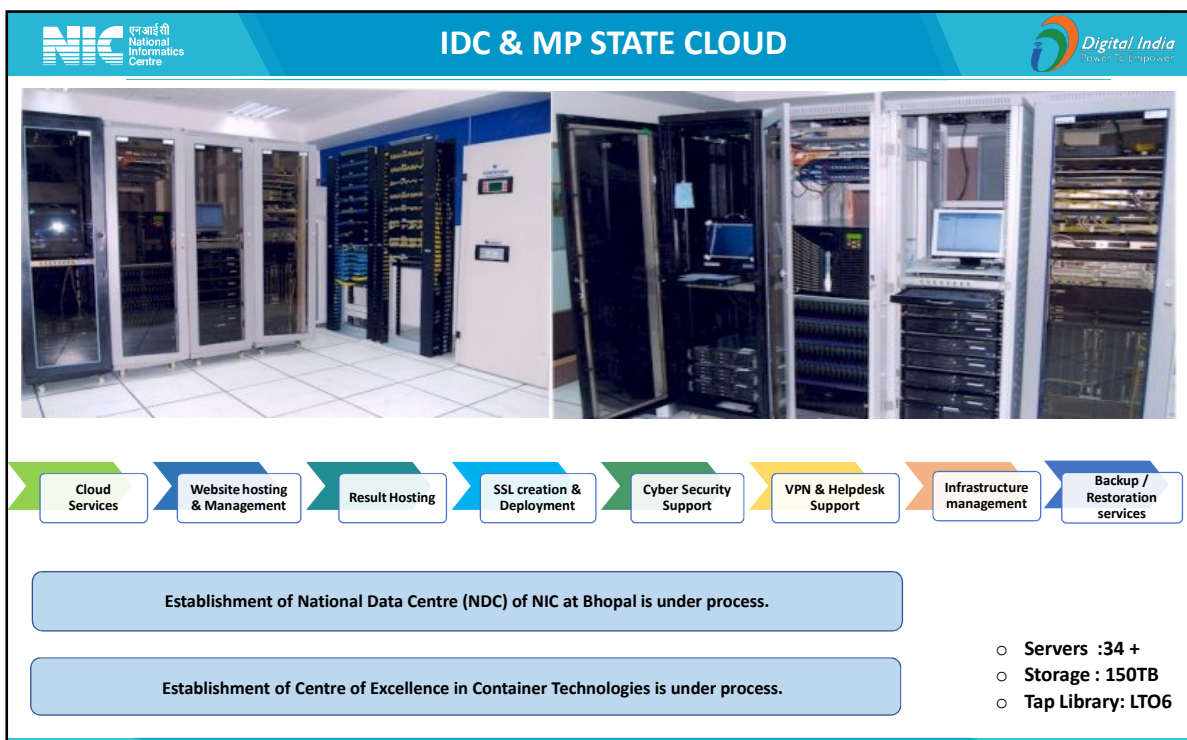 NIC
एन आई सी
National
Informatics
Centre
IDC & MP STATE CLOUD
Digital India
Power To Empower
Cloud
Services
Website hosting
& Management
Result Hosting
SSL creation &
Deployment
Cyber Security
Support
VPN & Helpdesk
Support
Infrastructure
management
Backup /
Restoration
services
Establishment of National Data Centre (NDC) of NIC at Bhopal is under process.
Establishment of Centre of Excellence in Container Technologies is under process.
o Servers :34 +
o Storage : 150TB
o Tap Library: LTO6